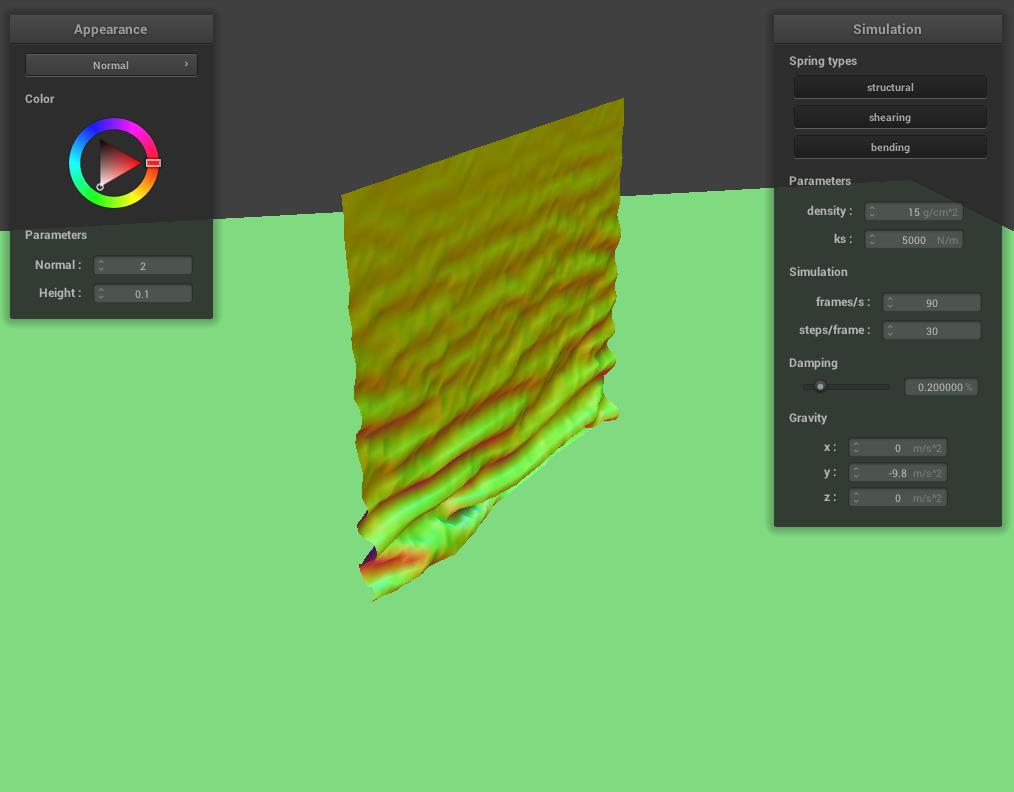 Appearance
Normal
Color
Parameters
Normal : 2
Height : 0.1
Simulation
Spring types
structural
shearing
bending
Parameters
density : 15 g/cm^2
ks : 5000 N/m
Simulation
frames/s : 90
steps/frame : 30
Damping
0.200000 %
Gravity
x : 0 m/s^2
y : -9.8 m/s^2
z : 0 m/s^2